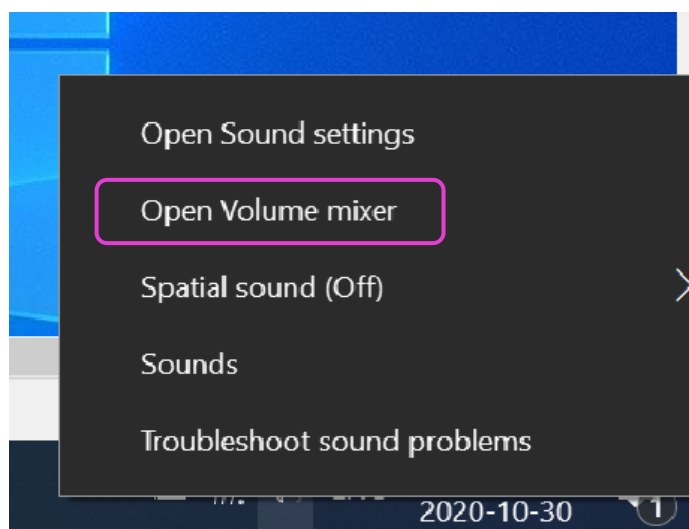 Open Sound settings
Open Volume mixer
Spatial sound (Off)
Sounds
Troubleshoot sound problems
2020-10-30
1